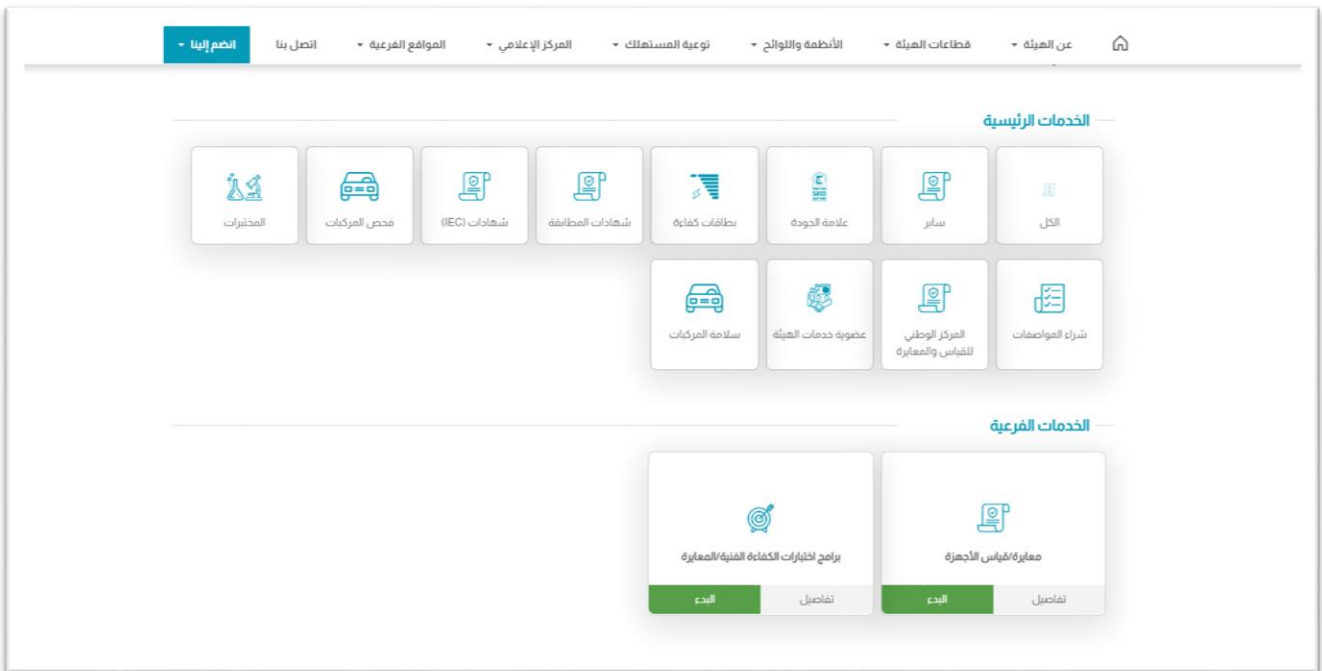 عن الهيئة
قطاعات الهيئة
الأنظمة واللوائح
توعية المستهلك
المركز الإعلامي
المواقع الفرعية
اتصل بنا
انضم إلينا
الخدمات الرئيسية
الكل
سابر
علامة الجودة
بطاقات كفاءة
شهادات المطابقة
شهادات (IEC)
فحص المركبات
المختبرات
شراء المواصفات
المركز الوطني
للقياس والمعايرة
عضوية خدمات الهيئة
سلامة المركبات
الخدمات الفرعية
معايرة/قياس الأجهزة
تفاصيل
البدء
برامج اختبارات الكفاءة الفنية/المعايرة
تفاصيل
البدء